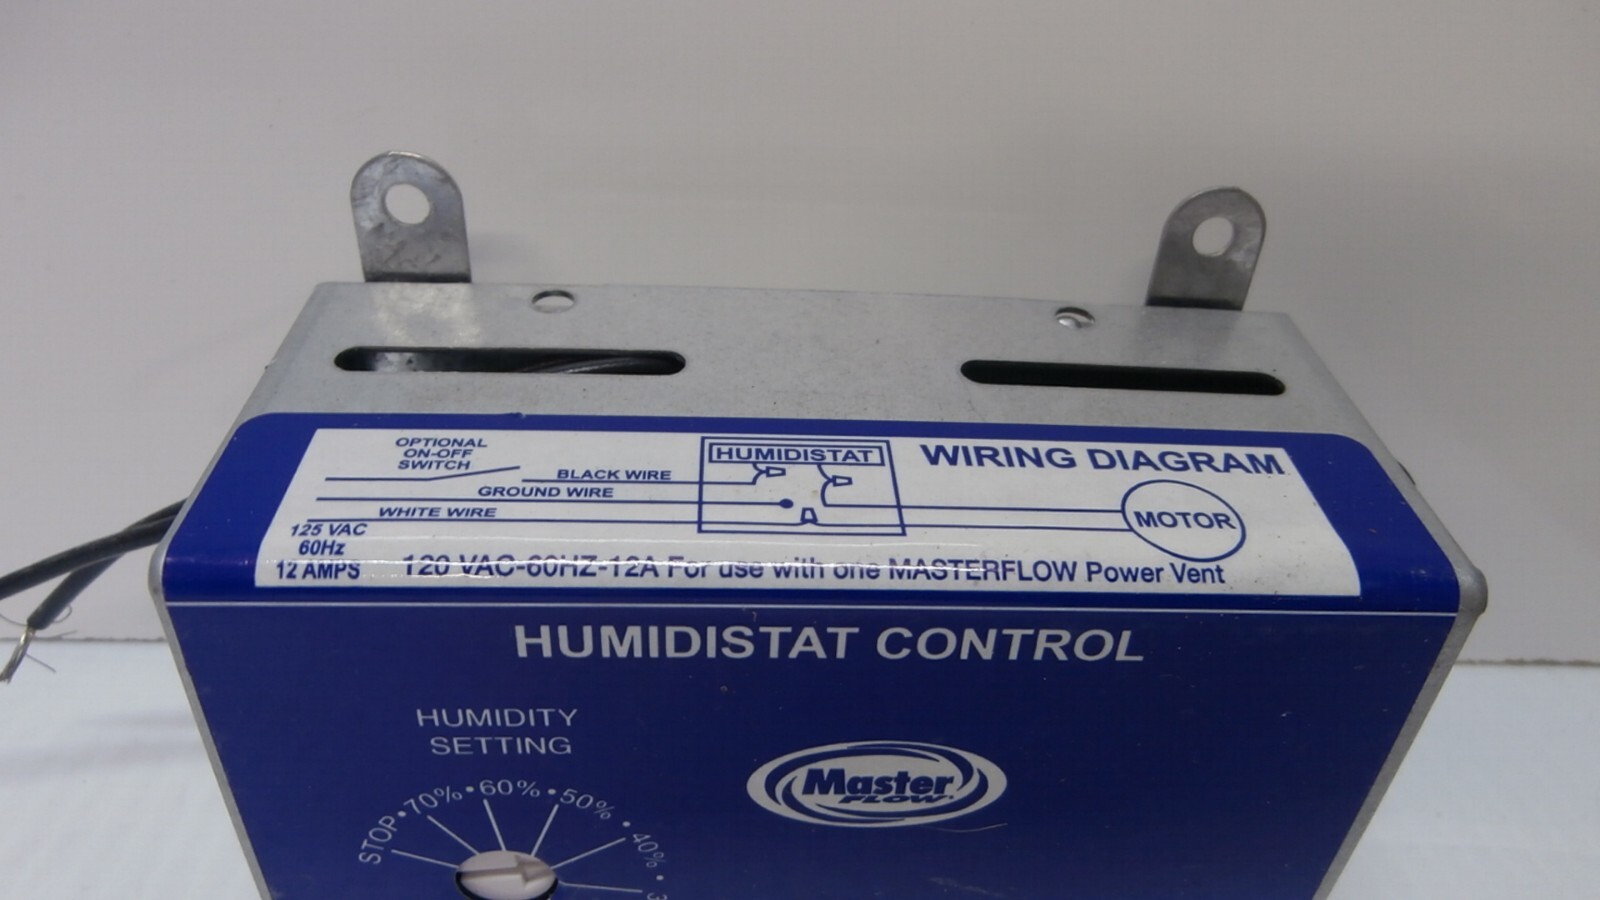 OPTIONAL
ON-OFF
SWITCH
BLACK WIRE
GROUND WIRE
WHITE WIRE
125 VAC
60Hz
12 AMPS
HUMIDISTAT
WIRING DIAGRAM
MOTOR
120 VAC-60HZ-12A For use with one MASTERFLOW Power Vent
HUMIDISTAT CONTROL
HUMIDITY
SETTING
STOP • 70% • 60% • 50% • 40% •
Master
FLOW